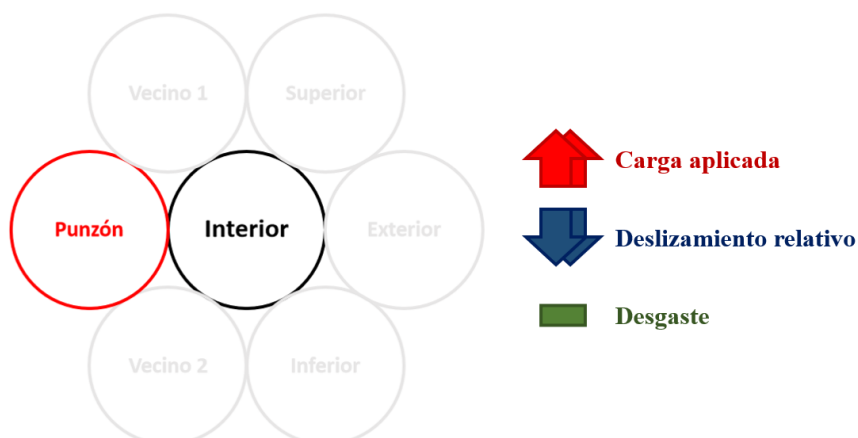 Vecino 1
Superior
Punzón
Interior
Exterior
Vecino 2
Inferior
Carga aplicada
Deslizamiento relativo
Desgaste